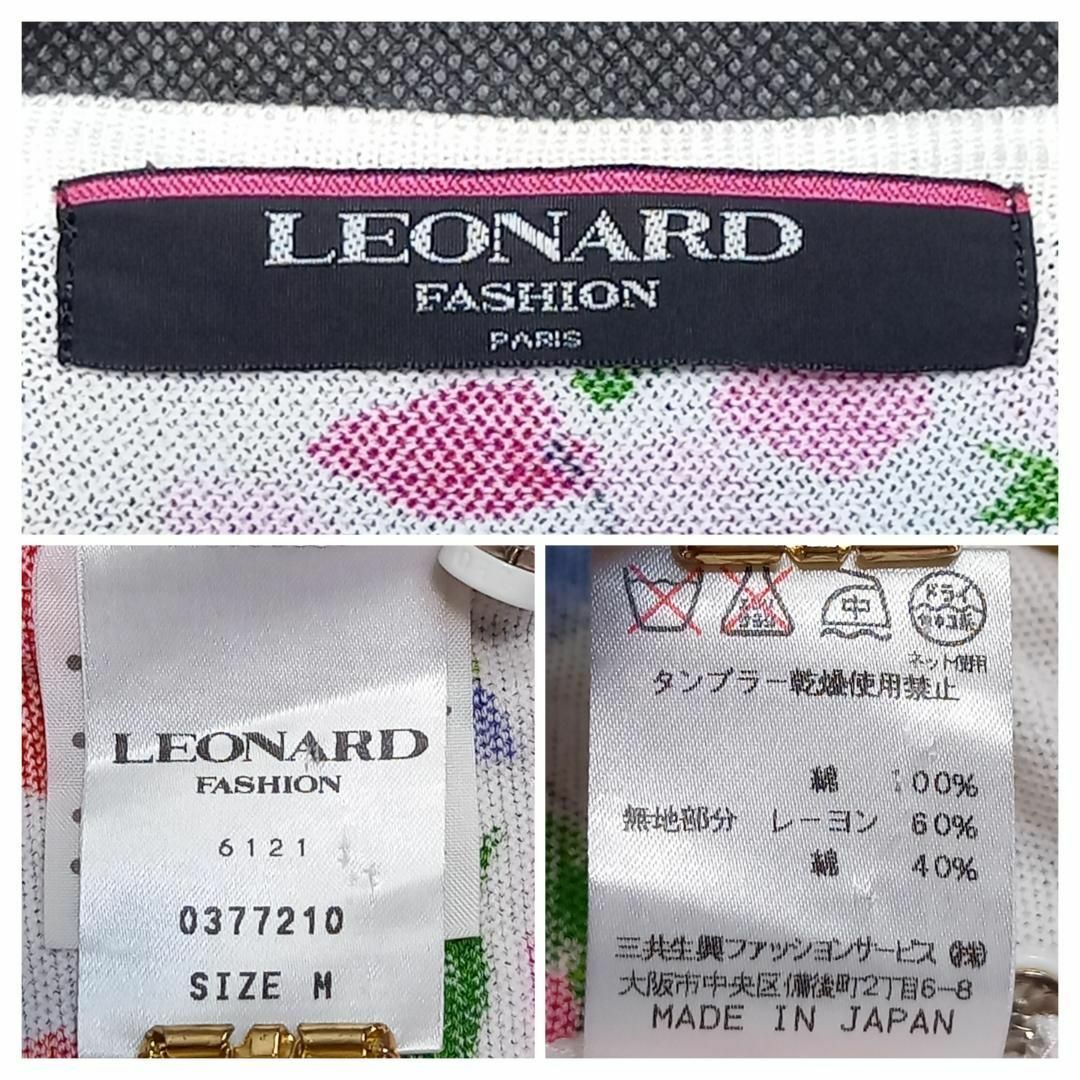 LEONARD
FASHION
PARIS
LEONARD
FASHION
6121
0377210
SIZE M
中
ドライ
ネット使用
タンブラー乾燥使用禁止
綿 100%
無地部分 レーヨン 60%
綿 40%
三共生興ファッションサービス(株)
大阪市中央区備後町2丁目6-8
MADE IN JAPAN